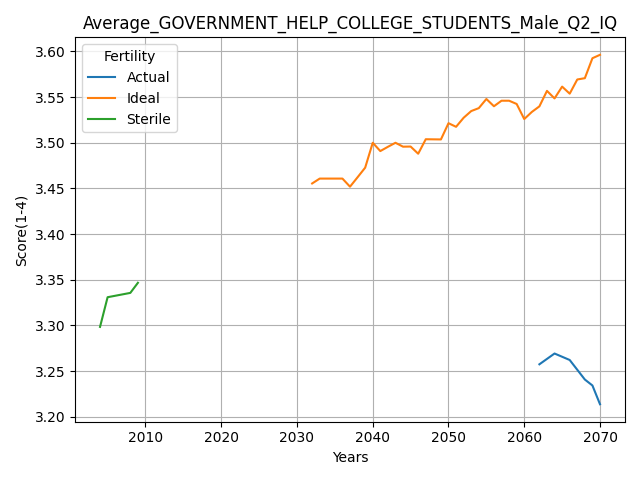 Average_GOVERNMENT_HELP_COLLEGE_STUDENTS_Male_Q2_IQ
Fertility
Actual
Ideal
Sterile
Score(1-4)
3.60
3.55
3.50
3.45
3.40
3.35
3.30
3.25
3.20
2010 2020 2030 2040 2050 2060 2070
Years